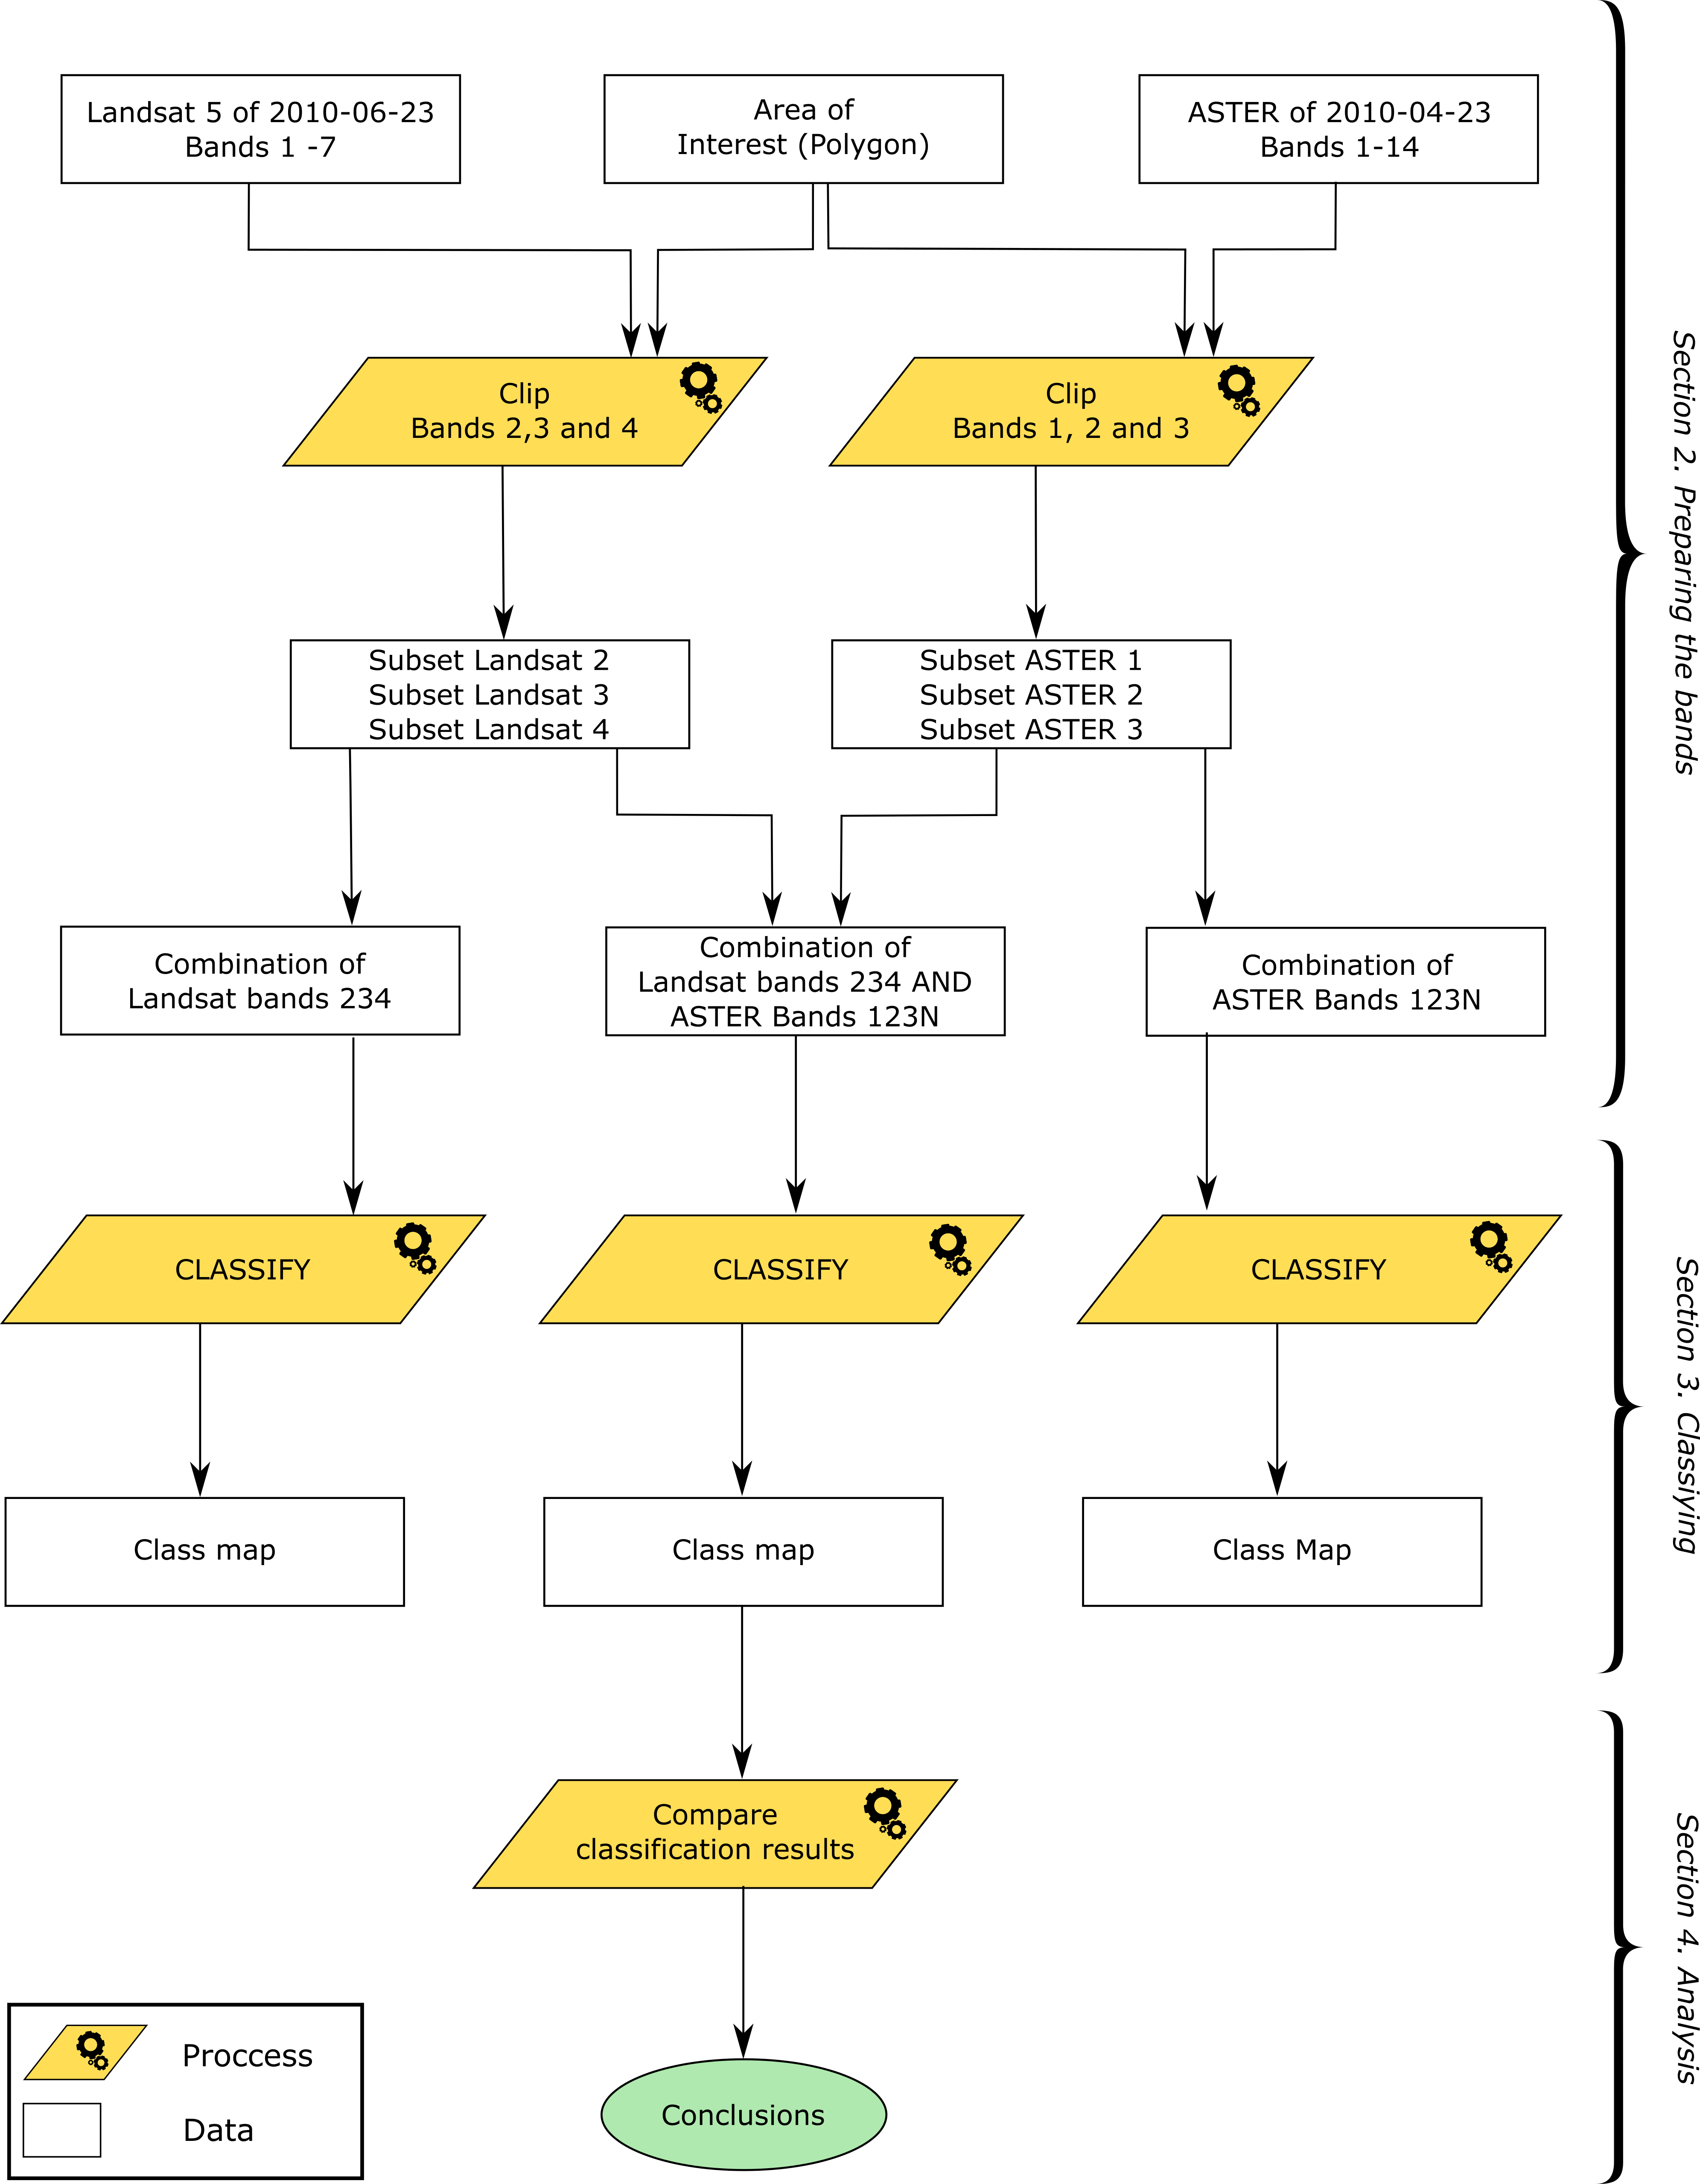 Landsat 5 of 2010-06-23
Bands 1 -7
Area of
Interest (Polygon)
ASTER of 2010-04-23
Bands 1-14
Clip
Bands 2,3 and 4
Clip
Bands 1, 2 and 3
Subset Landsat 2
Subset Landsat 3
Subset Landsat 4
Subset ASTER 1
Subset ASTER 2
Subset ASTER 3
Combination of
Landsat bands 234
Combination of
Landsat bands 234 AND
ASTER Bands 123N
Combination of
ASTER Bands 123N
Section 2. Preparing the bands
CLASSIFY
CLASSIFY
CLASSIFY
Class map
Class map
Class Map
Section 3. Classiying
Compare
classification results
Conclusions
Section 4. Analysis
Proccess
Data